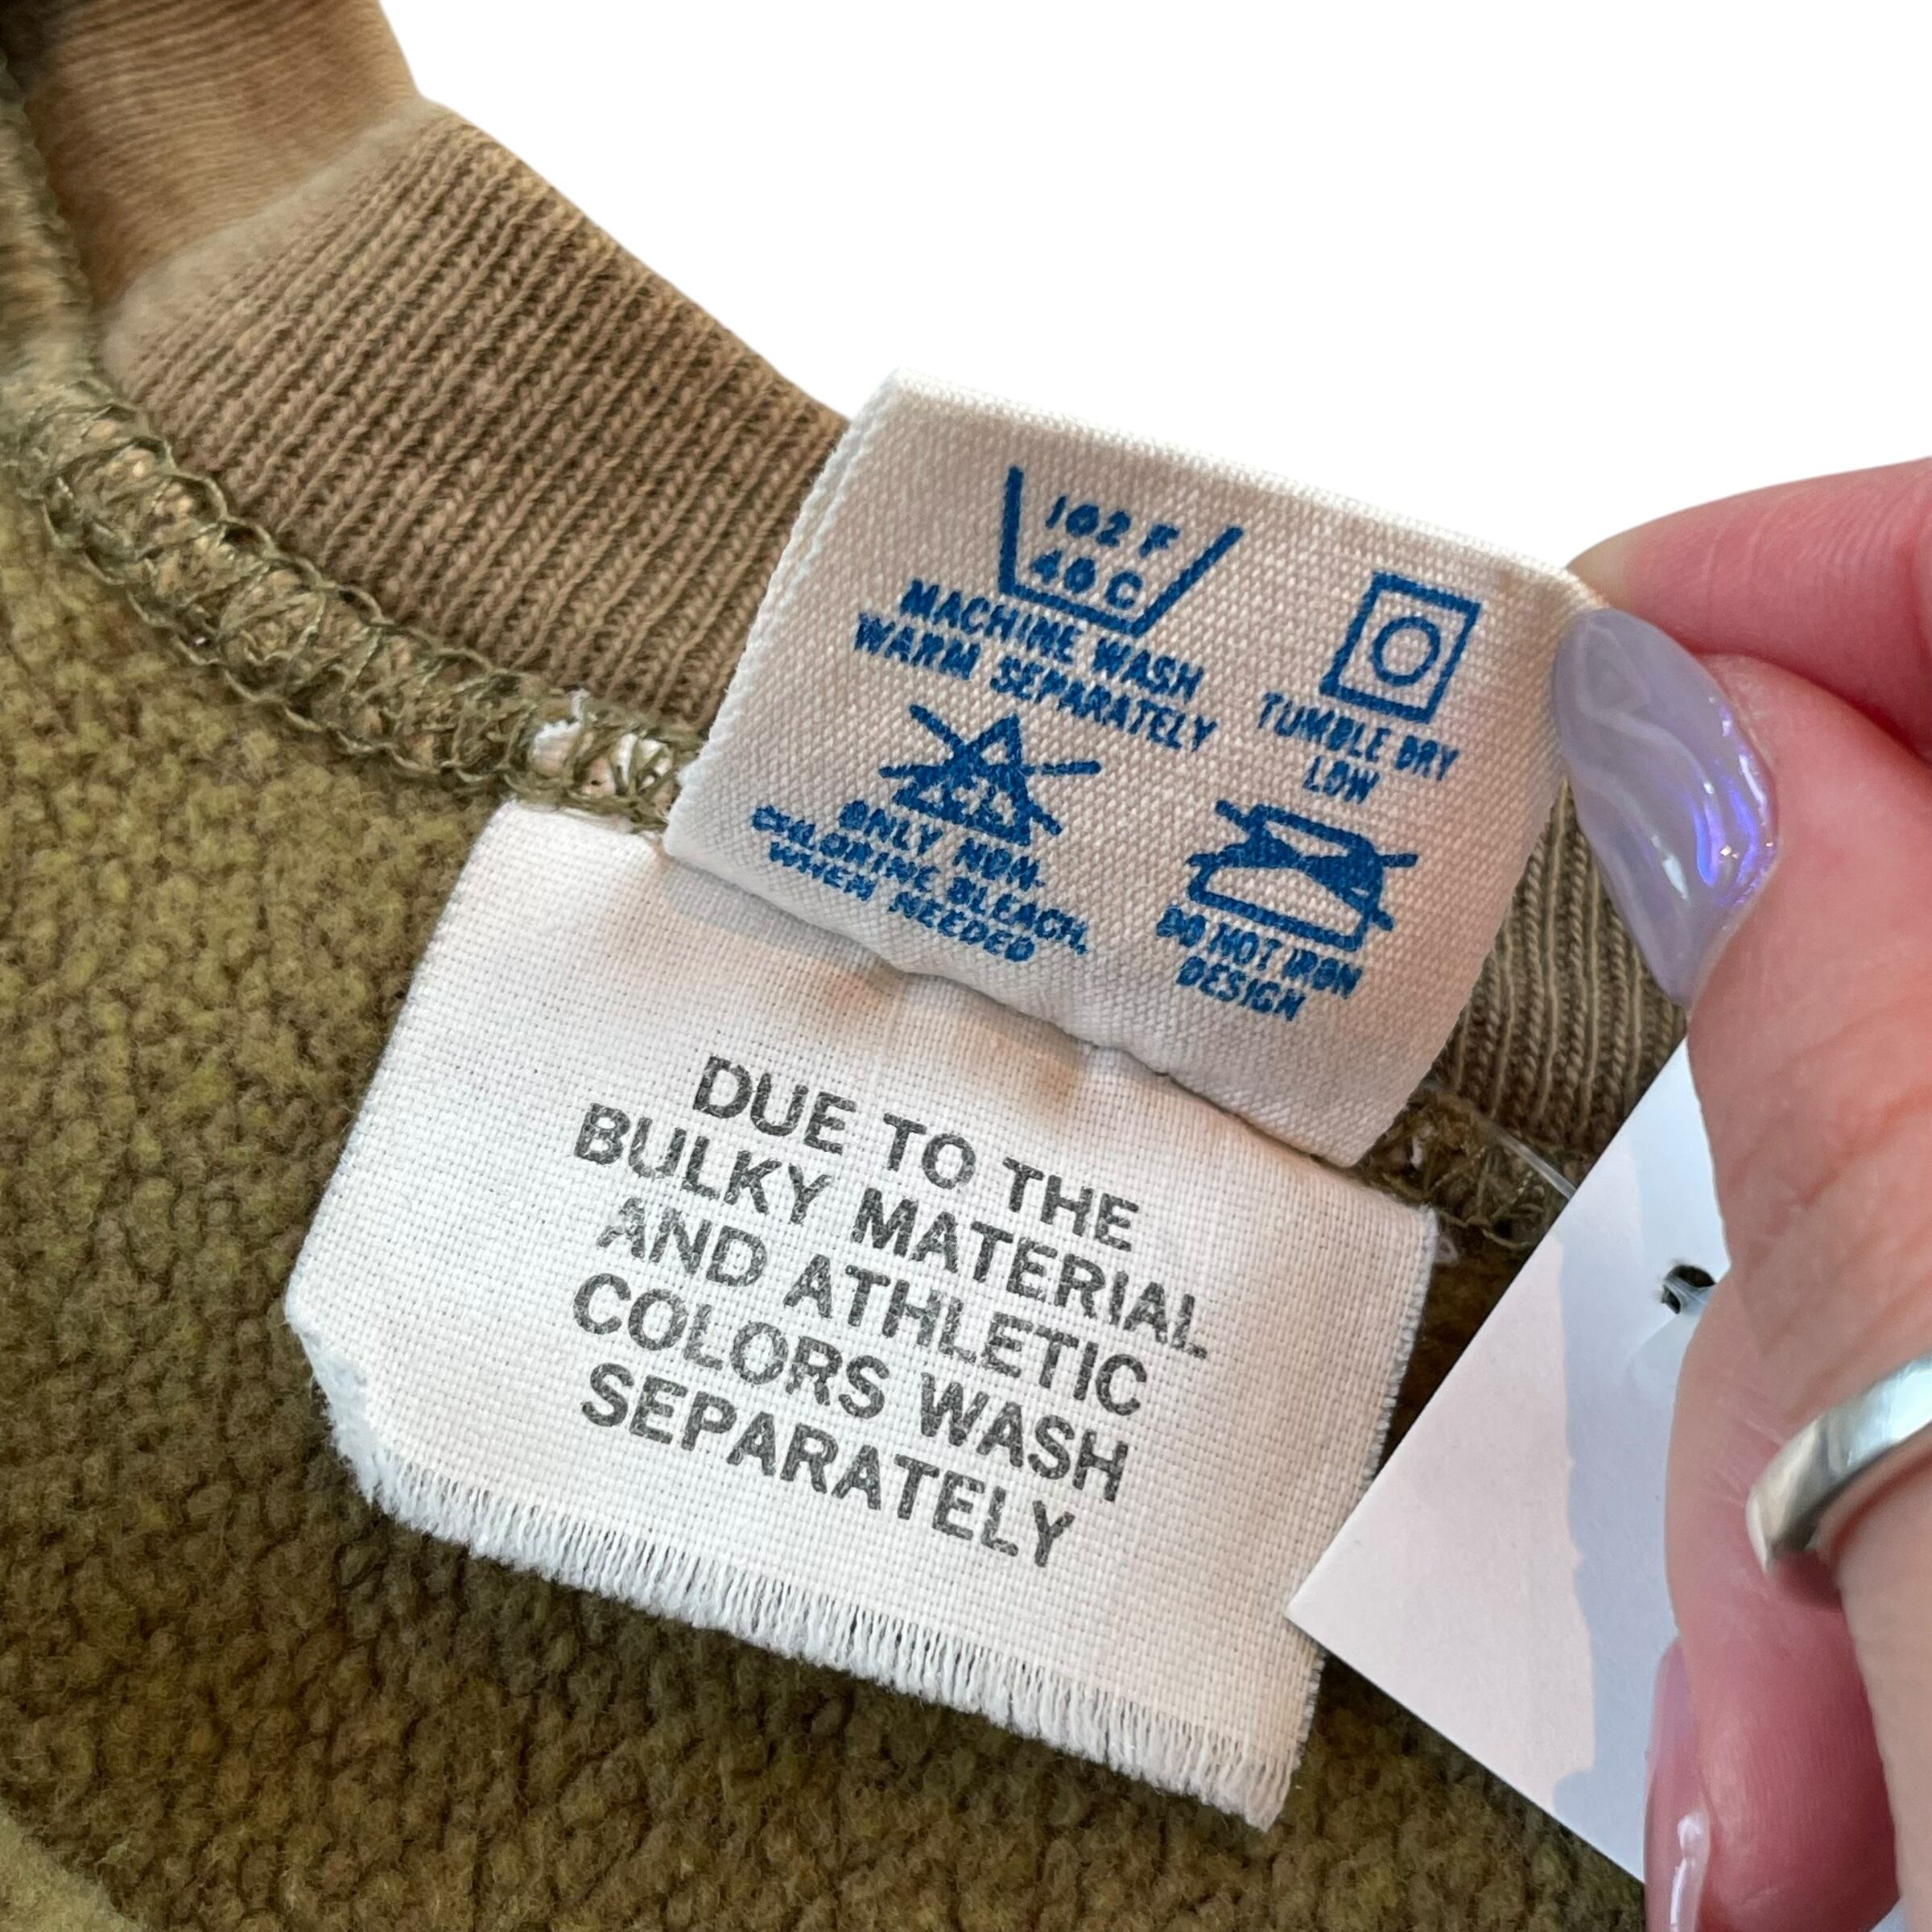 102 F
40 C
MACHINE WASH
WARM SEPARATELY
TUMBLE DRY
LOW
CL
ONLY NON-
CHLORINE BLEACH,
WHEN NEEDED
DO NOT IRON
DESIGN
DUE TO THE
BULKY MATERIAL
AND ATHLETIC
COLORS WASH
SEPARATELY